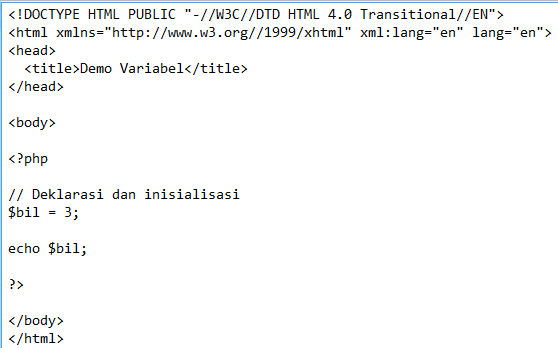 <!DOCTYPE HTML PUBLIC "-//W3C//DTD HTML 4.0 Transitional//EN">
<html xmlns="http://www.w3.org//1999/xhtml" xml:lang="en" lang="en">
<head>
  <title>Demo Variabel</title>
</head>
<body>
<?php
// Deklarasi dan inisialisasi
$bil = 3;
echo $bil;
?>
</body>
</html>